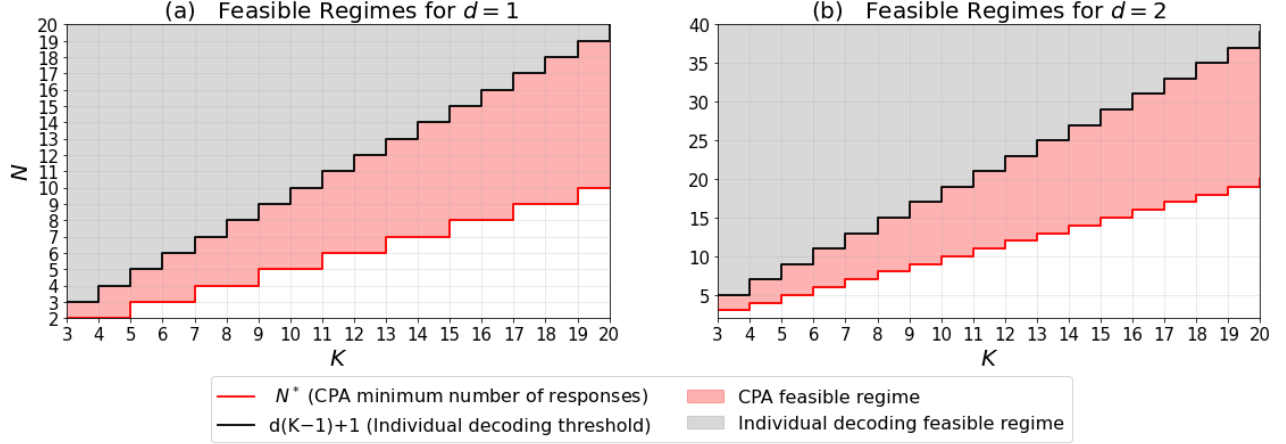 (a) Feasible Regimes for d = 1
N
20
19
18
17
16
15
14
13
12
11
10
9
8
7
6
5
4
3
2
3 4 5 6 7 8 9 10 11 12 13 14 15 16 17 18 19 20
K
(b) Feasible Regimes for d = 2
40
35
30
25
20
15
10
5
3 4 5 6 7 8 9 10 11 12 13 14 15 16 17 18 19 20
K
N* (CPA minimum number of responses)
d(K−1)+1 (Individual decoding threshold)
CPA feasible regime
Individual decoding feasible regime